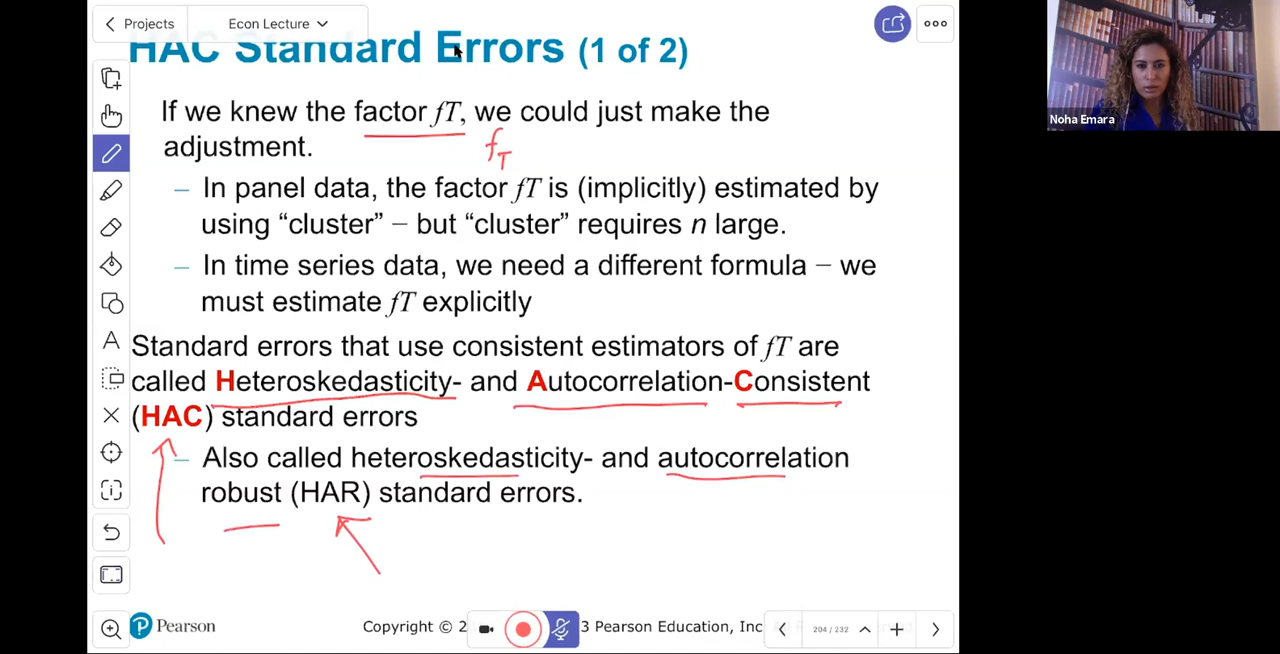 Projects
Econ Lecture
HAC Standard Errors (1 of 2)
If we knew the factor fT, we could just make the
adjustment.
fT
– In panel data, the factor fT is (implicitly) estimated by
using “cluster” – but “cluster” requires n large.
– In time series data, we need a different formula – we
must estimate fT explicitly
Standard errors that use consistent estimators of fT are
called Heteroskedasticity- and Autocorrelation-Consistent
(HAC) standard errors
– Also called heteroskedasticity- and autocorrelation
robust (HAR) standard errors.
Pearson
Copyright © 2
3 Pearson Education, Inc
204 / 232
Noha Emara